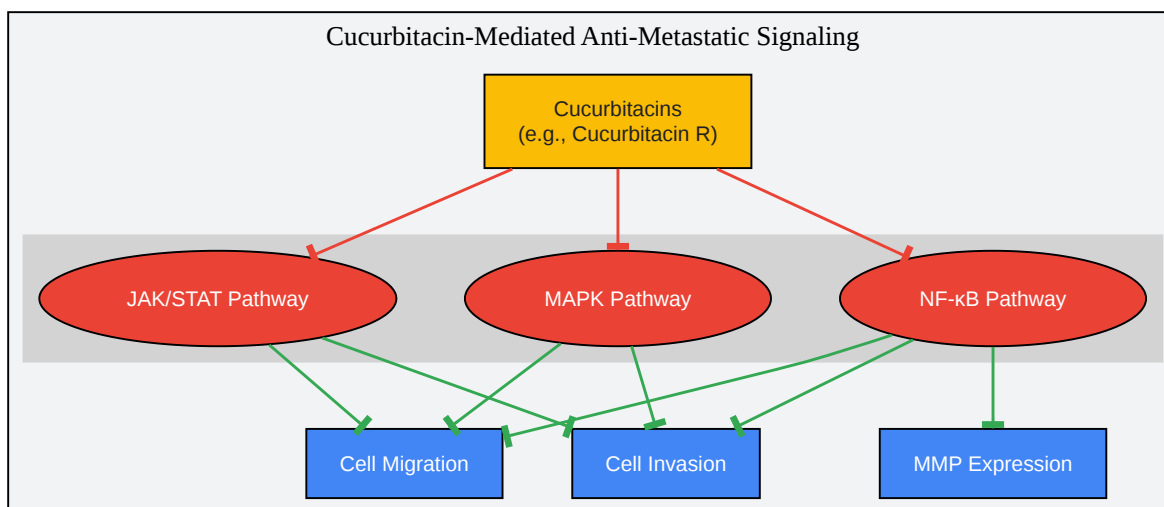 Cucurbitacin-Mediated Anti-Metastatic Signaling
Cucurbitacins
(e.g., Cucurbitacin R)
JAK/STAT Pathway
MAPK Pathway
NF-κB Pathway
Cell Migration
Cell Invasion
MMP Expression